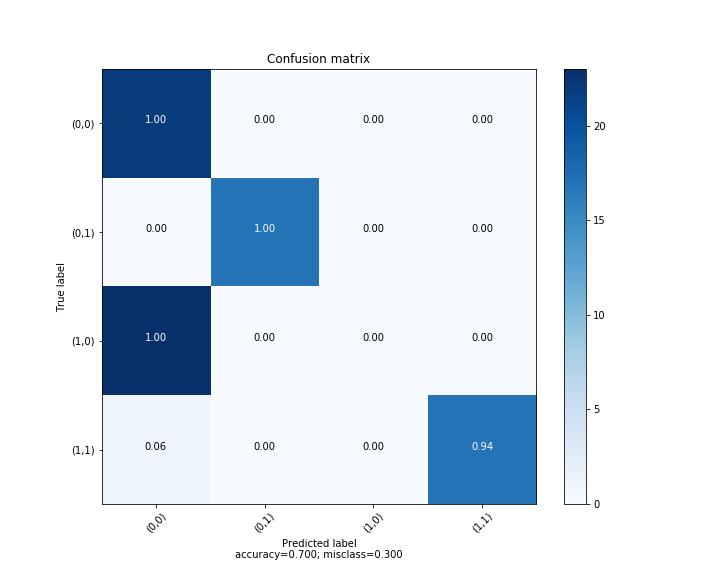 Confusion matrix
(0,0) 1.00 0.00 0.00 0.00
(0,1) 0.00 1.00 0.00 0.00
(1,0) 1.00 0.00 0.00 0.00
(1,1) 0.06 0.00 0.00 0.94
True label
(0,0) (0,1) (1,0) (1,1)
Predicted label
accuracy=0.700; misclass=0.300
20
15
10
5
0